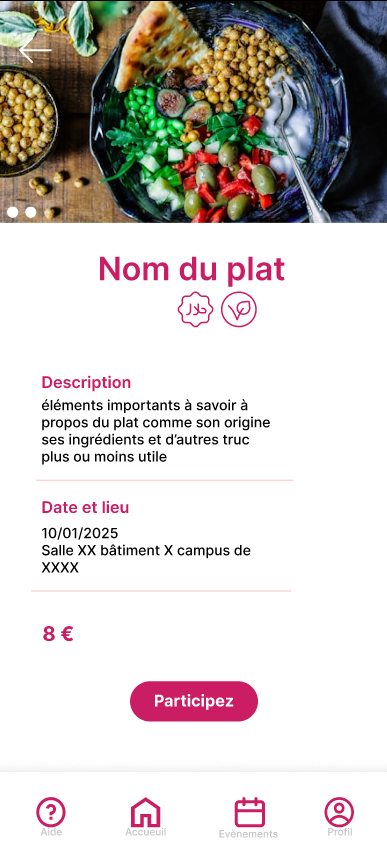 Nom du plat
حلال
Description
éléments importants à savoir à
propos du plat comme son origine
ses ingrédients et d’autres truc
plus ou moins utile
Date et lieu
10/01/2025
Salle XX bâtiment X campus de
XXXX
8 €
Participez
Aide Accueuil Evènements Profil